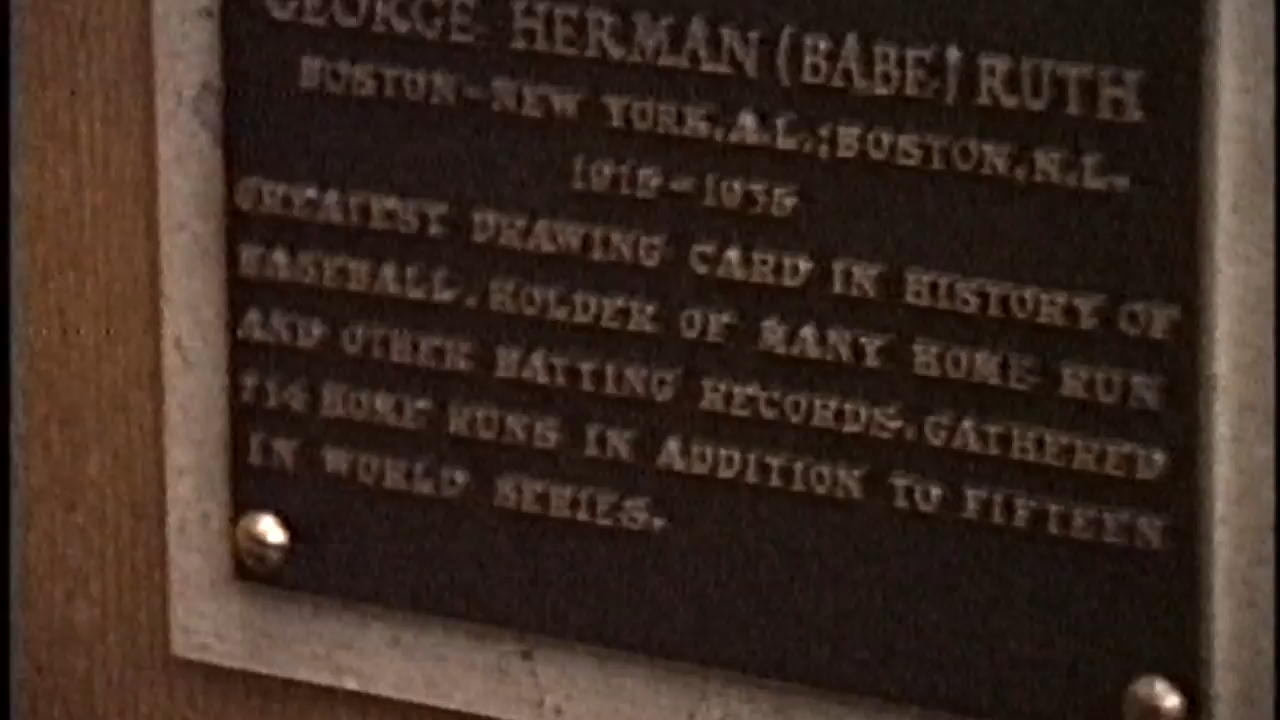 GEORGE HERMAN (BABE) RUTH
BOSTON-NEW YORK, A.L.; BOSTON, N.L.
1915-1935
GREATEST DRAWING CARD IN HISTORY OF
BASEBALL. HOLDER OF MANY HOME RUN
AND OTHER BATTING RECORDS. GATHERED
714 HOME RUNS IN ADDITION TO FIFTEEN
IN WORLD SERIES.